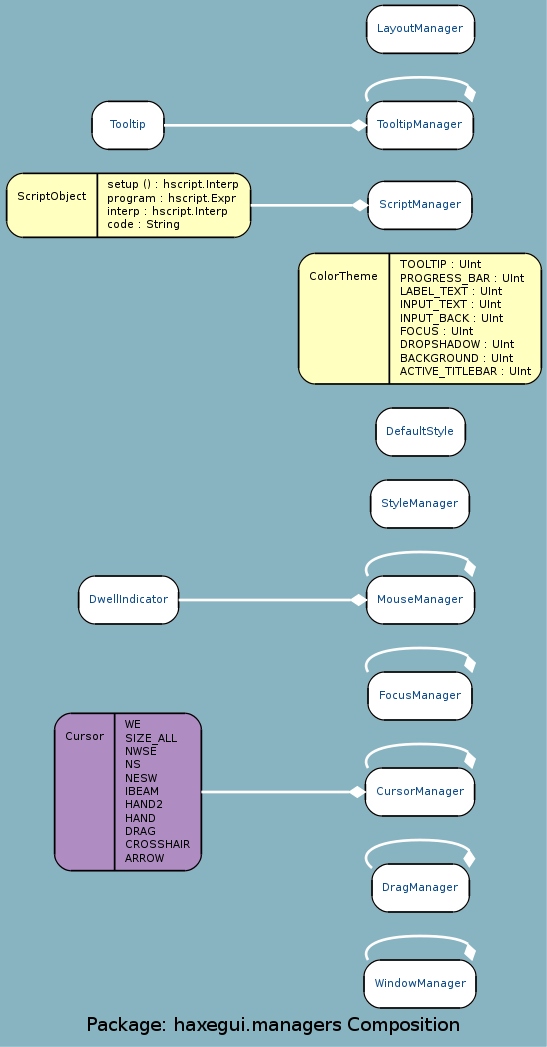 LayoutManager
Tooltip
TooltipManager
ScriptObject
setup () : hscript.Interp
program : hscript.Expr
interp : hscript.Interp
code : String
ScriptManager
ColorTheme
TOOLTIP : UInt
PROGRESS_BAR : UInt
LABEL_TEXT : UInt
INPUT_TEXT : UInt
INPUT_BACK : UInt
FOCUS : UInt
DROPSHADOW : UInt
BACKGROUND : UInt
ACTIVE_TITLEBAR : UInt
DefaultStyle
StyleManager
DwellIndicator
MouseManager
FocusManager
Cursor
WE
SIZE_ALL
NWSE
NS
NESW
IBEAM
HAND2
HAND
DRAG
CROSSHAIR
ARROW
CursorManager
DragManager
WindowManager
Package: haxegui.managers Composition